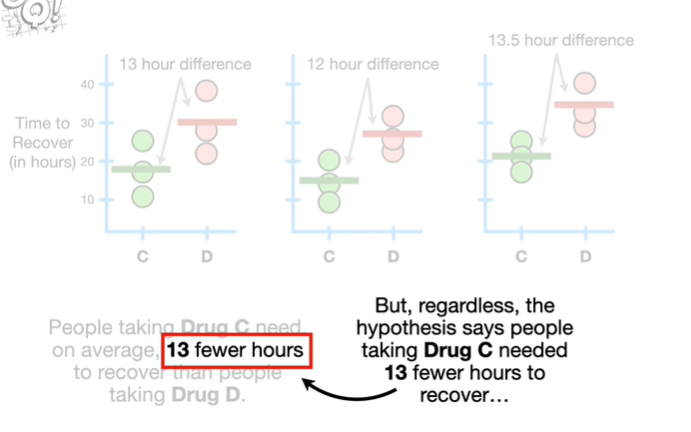 SQ!
13 hour difference
12 hour difference
13.5 hour difference
Time to
Recover
(in hours)
40
30
20
10
C D
C D
C D
People taking Drug C need,
on average, 13 fewer hours
to recover than people
taking Drug D.
But, regardless, the
hypothesis says people
taking Drug C needed
13 fewer hours to
recover…